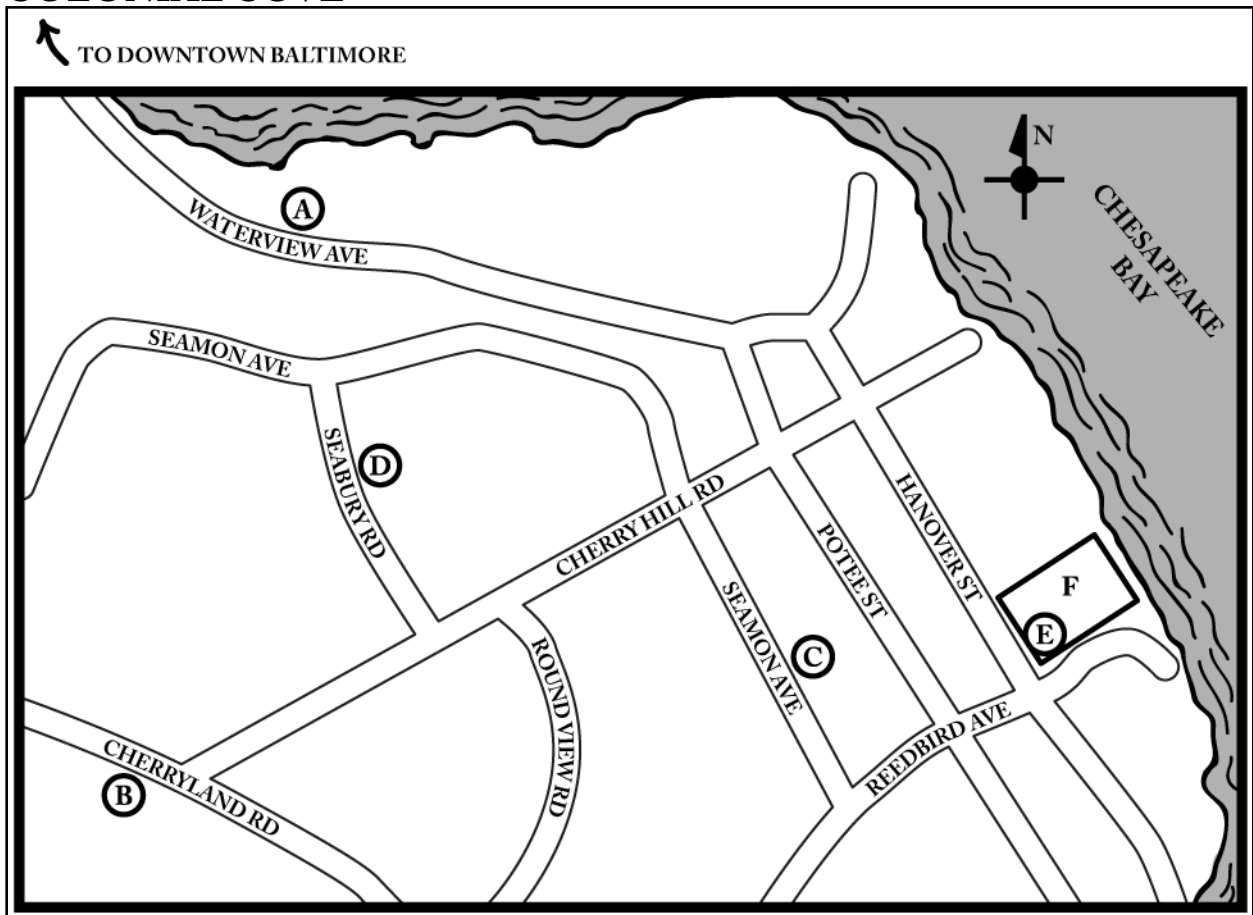 TO DOWNTOWN BALTIMORE
N
CHESAPEAKE
BAY
A
WATERVIEW AVE
SEAMON AVE
D
SEABURY RD
CHERRY HILL RD
HANOVER ST
POTEE ST
F
E
SEAMON AVE
C
ROUND VIEW RD
REEDBIRD AVE
CHERRYLAND RD
B